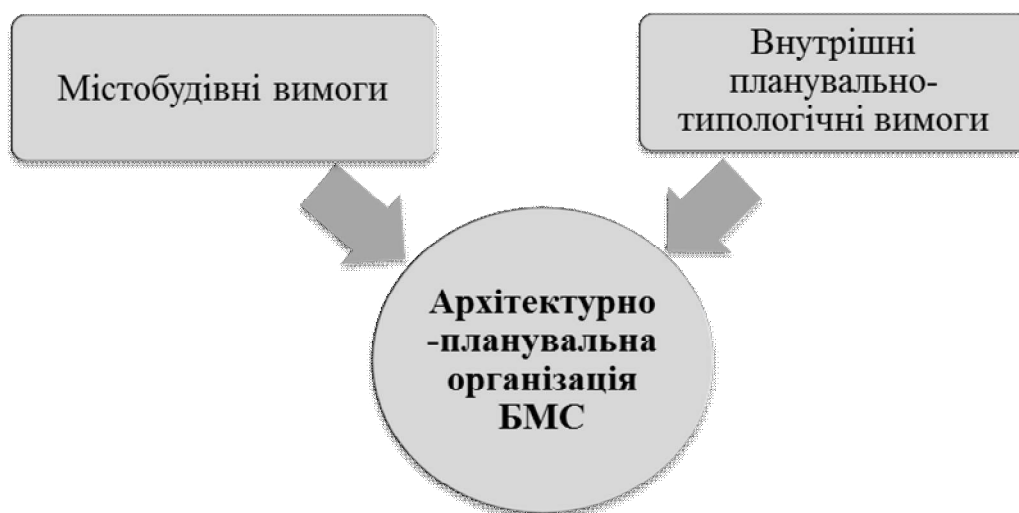 Містобудівні вимоги
Внутрішні
планувально-
типологічні вимоги
Архітектурно
-планувальна
організація
БМС